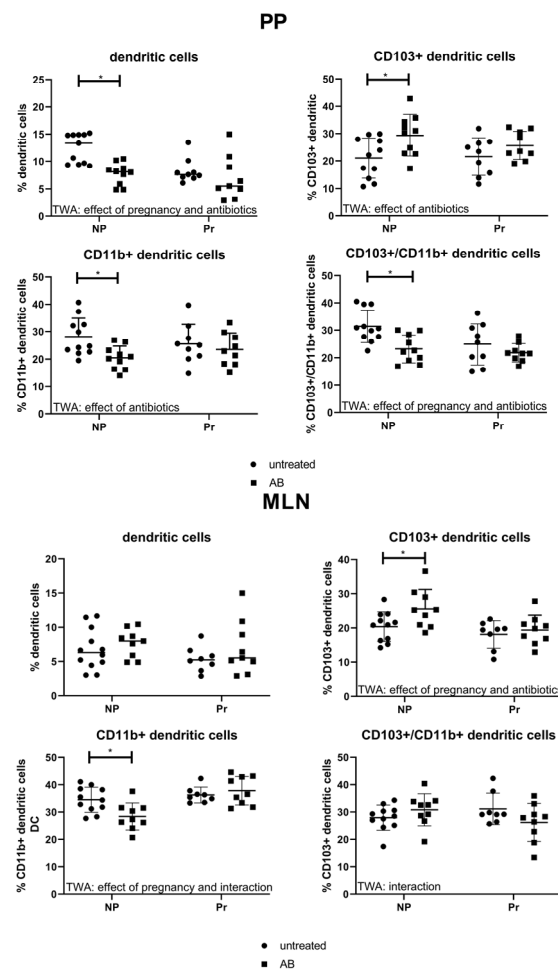 PP
dendritic cells
% dendritic cells
25
20
15
10
5
0
*
TWA: effect of pregnancy and antibiotics
NP
Pr
CD103+ dendritic cells
% CD103+ dendritic
50
40
30
20
10
0
*
TWA: effect of antibiotics
NP
Pr
CD11b+ dendritic cells
% CD11b+ dendritic cells
50
40
30
20
10
0
*
TWA: effect of antibiotics
NP
Pr
CD103+/CD11b+ dendritic cells
% CD103+/CD11b+ dendritic
50
40
30
20
10
0
*
TWA: effect of pregnancy and antibiotics
NP
Pr
untreated
AB
MLN
dendritic cells
% dendritic cells
20
15
10
5
0
NP
Pr
CD103+ dendritic cells
% CD103+ dendritic cells
40
30
20
10
0
*
TWA: effect of pregnancy and antibiotics
NP
Pr
CD11b+ dendritic cells
% CD11b+ dendritic cells
DC
50
40
30
20
10
0
*
TWA: effect of pregnancy and interaction
NP
Pr
CD103+/CD11b+ dendritic cells
% CD103+ dendritic cells
50
40
30
20
10
0
TWA: interaction
NP
Pr
untreated
AB